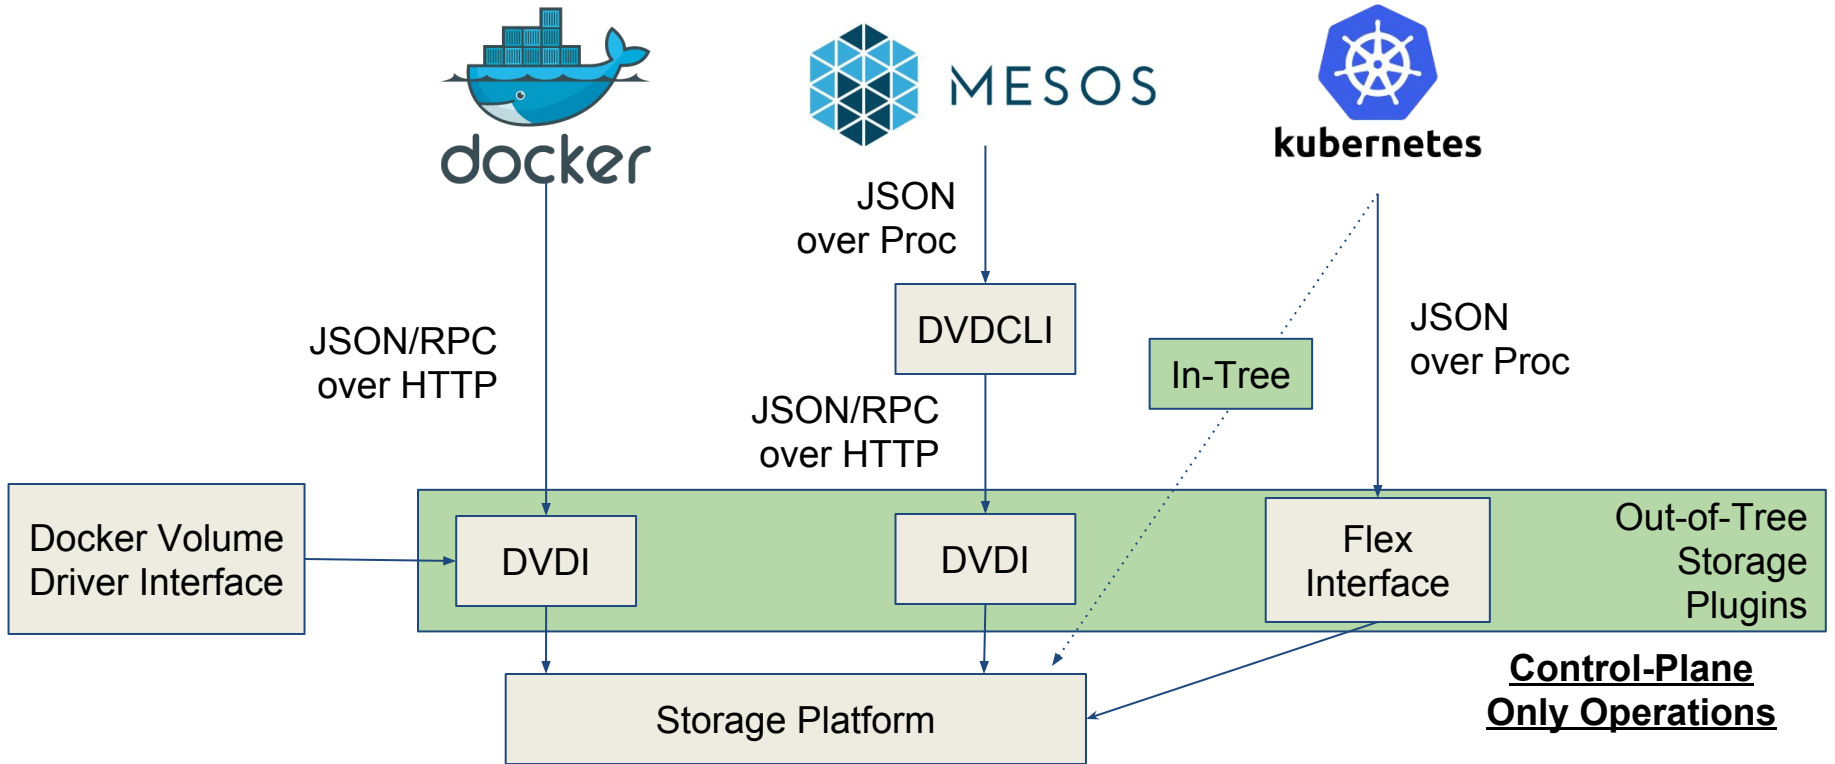 docker
MESOS
kubernetes
JSON
over Proc
JSON/RPC
over HTTP
DVDCLI
JSON
over Proc
In-Tree
JSON/RPC
over HTTP
Docker Volume
Driver Interface
DVDI
DVDI
Flex
Interface
Out-of-Tree
Storage
Plugins
Storage Platform
Control-Plane
Only Operations